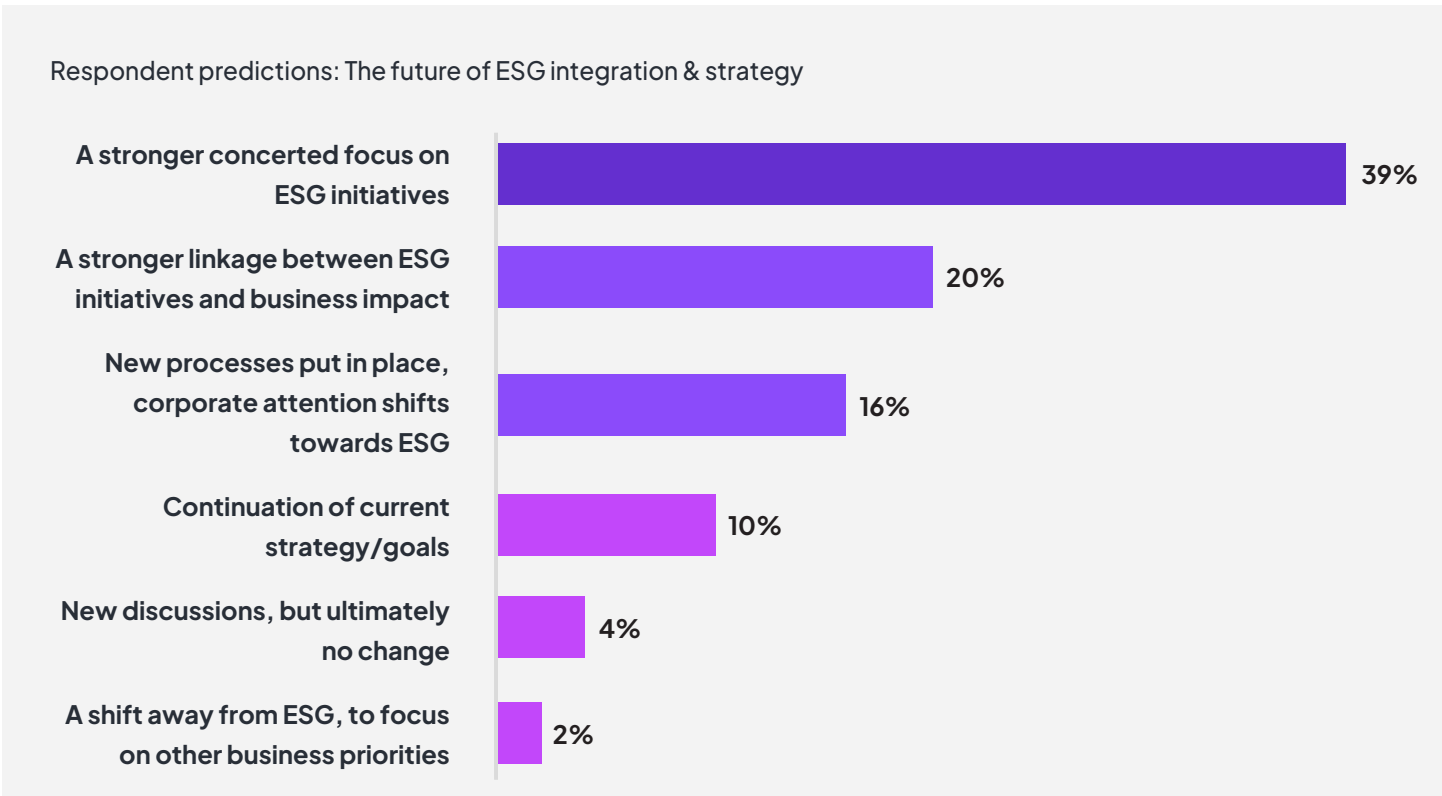 Respondent predictions: The future of ESG integration & strategy
A stronger concerted focus on
ESG initiatives
39%
A stronger linkage between ESG
initiatives and business impact
20%
New processes put in place,
corporate attention shifts
towards ESG
16%
Continuation of current
strategy/goals
10%
New discussions, but ultimately
no change
4%
A shift away from ESG, to focus
on other business priorities
2%